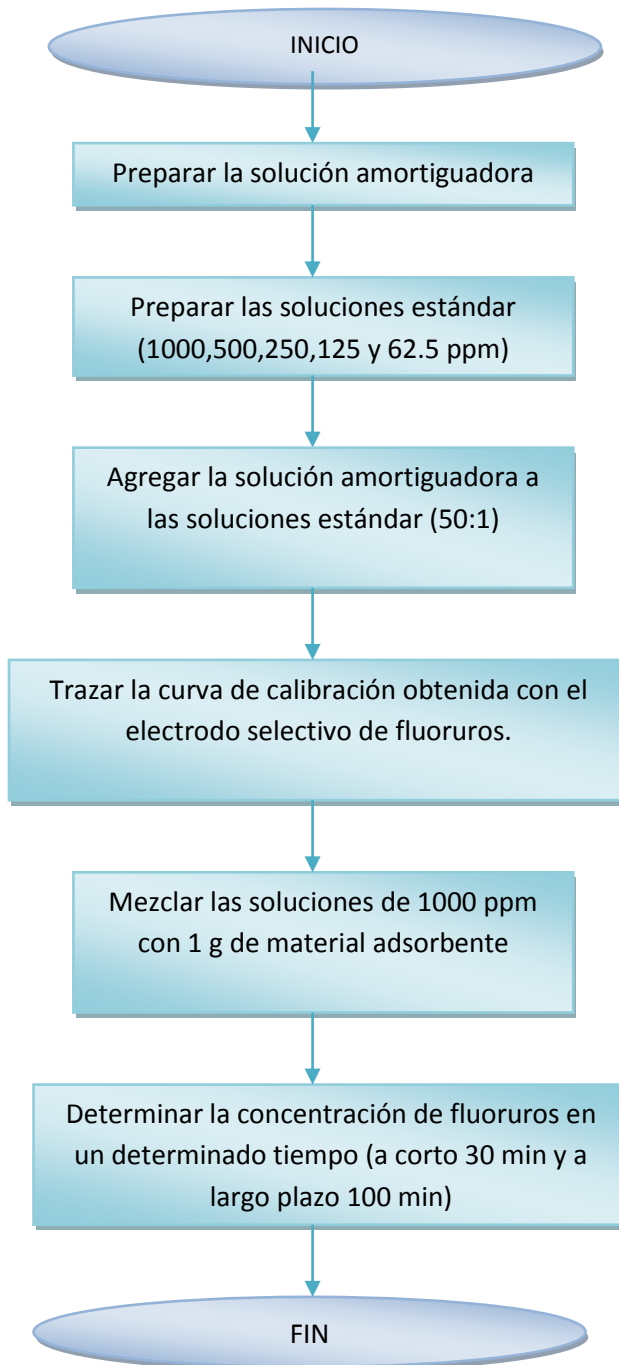 INICIO
Preparar la solución amortiguadora
Preparar las soluciones estándar
(1000,500,250,125 y 62.5 ppm)
Agregar la solución amortiguadora a
las soluciones estándar (50:1)
Trazar la curva de calibración obtenida con el
electrodo selectivo de fluoruros.
Mezclar las soluciones de 1000 ppm
con 1 g de material adsorbente
Determinar la concentración de fluoruros en
un determinado tiempo (a corto 30 min y a
largo plazo 100 min)
FIN